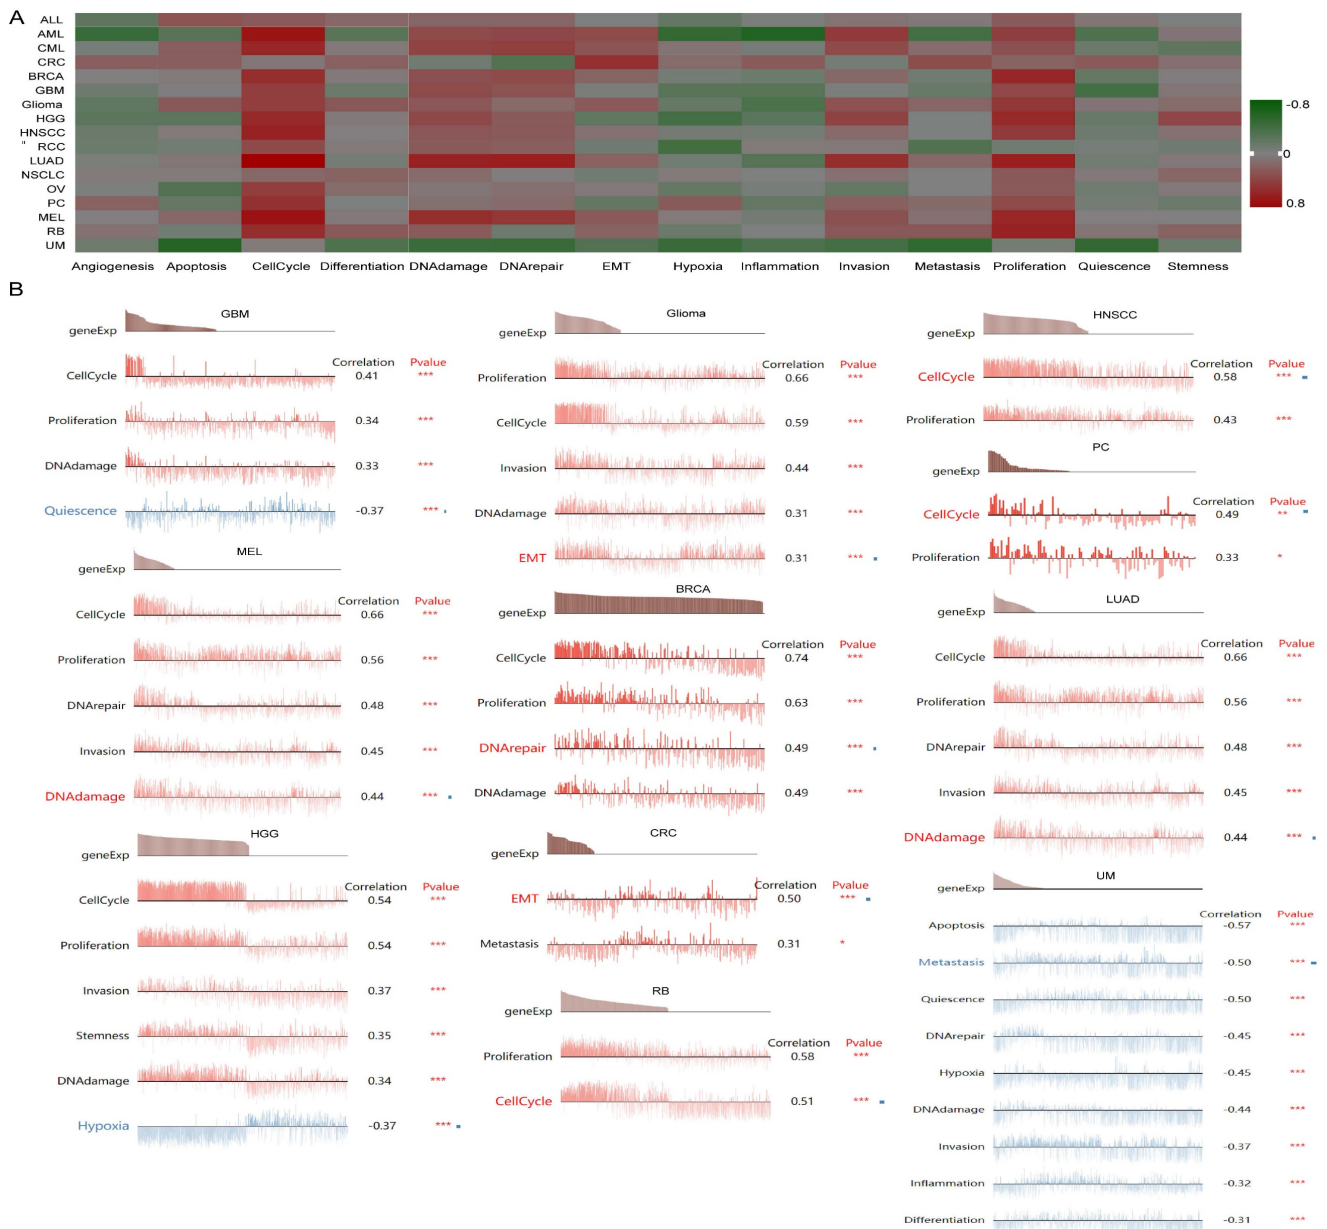 A
ALL
AML
CML
CRC
BRCA
GBM
Glioma
HGG
HNSCC
" RCC
LUAD
NSCLC
OV
PC
MEL
RB
UM
Angiogenesis Apoptosis CellCycle Differentiation DNAdamage DNArepair EMT Hypoxia Inflammation Invasion Metastasis Proliferation Quiescence Stemness
-0.8
0
0.8
B
GBM
geneExp
Correlation Pvalue
CellCycle 0.41 ***
Proliferation 0.34 ***
DNAdamage 0.33 ***
Quiescence -0.37 ***
MEL
geneExp
Correlation Pvalue
CellCycle 0.66 ***
Proliferation 0.56 ***
DNArepair 0.48 ***
Invasion 0.45 ***
DNAdamage 0.44 ***
HGG
geneExp
Correlation Pvalue
CellCycle 0.54 ***
Proliferation 0.54 ***
Invasion 0.37 ***
Stemness 0.35 ***
DNAdamage 0.34 ***
Hypoxia -0.37 ***
Glioma
geneExp
Correlation Pvalue
Proliferation 0.66 ***
CellCycle 0.59 ***
Invasion 0.44 ***
DNAdamage 0.31 ***
EMT 0.31 ***
BRCA
geneExp
Correlation Pvalue
CellCycle 0.74 ***
Proliferation 0.63 ***
DNArepair 0.49 ***
DNAdamage 0.49 ***
CRC
geneExp
Correlation Pvalue
EMT 0.50 ***
Metastasis 0.31 *
RB
geneExp
Correlation Pvalue
Proliferation 0.58 ***
CellCycle 0.51 ***
HNSCC
geneExp
Correlation Pvalue
CellCycle 0.58 ***
Proliferation 0.43 ***
PC
geneExp
Correlation Pvalue
CellCycle 0.49 **
Proliferation 0.33 *
LUAD
geneExp
Correlation Pvalue
CellCycle 0.66 ***
Proliferation 0.56 ***
DNArepair 0.48 ***
Invasion 0.45 ***
DNAdamage 0.44 ***
UM
geneExp
Correlation Pvalue
Apoptosis -0.57 ***
Metastasis -0.50 ***
Quiescence -0.50 ***
DNArepair -0.45 ***
Hypoxia -0.45 ***
DNAdamage -0.44 ***
Invasion -0.37 ***
Inflammation -0.32 ***
Differentiation -0.31 ***